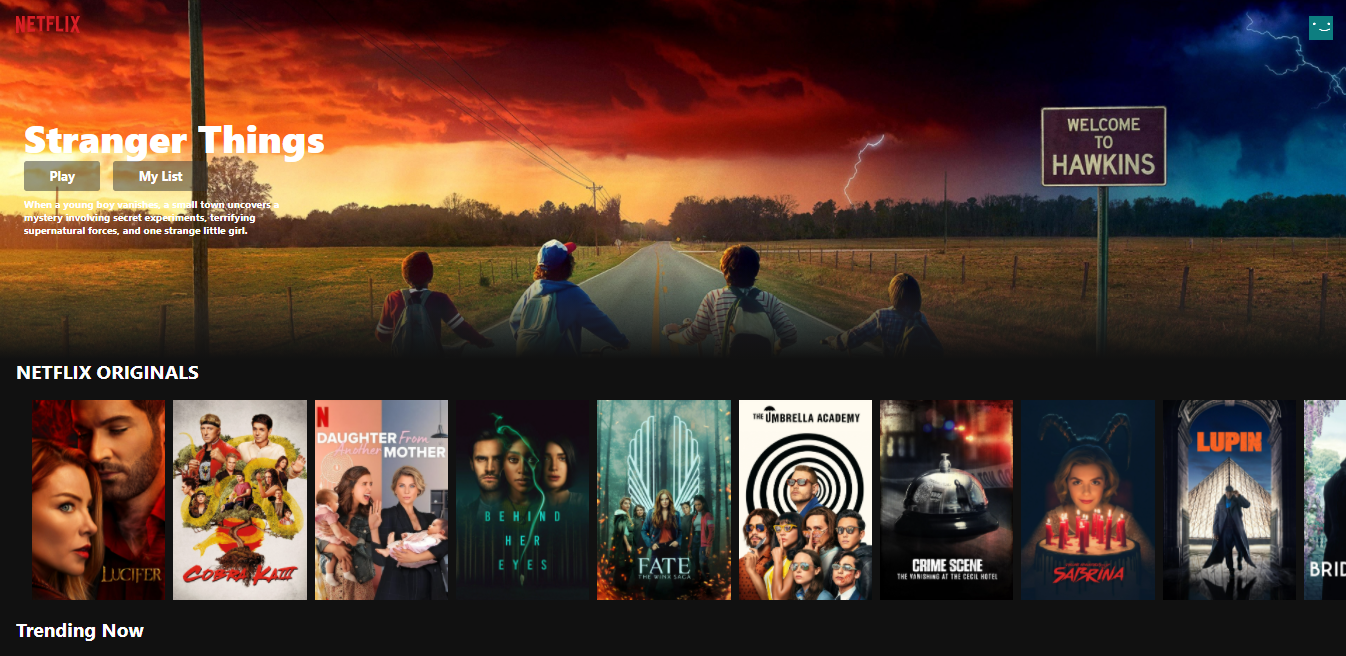 NETFLIX
WELCOME
TO
HAWKINS
Stranger Things
Play
My List
When a young boy vanishes, a small town uncovers a
mystery involving secret experiments, terrifying
supernatural forces, and one strange little girl.
NETFLIX ORIGINALS
LUCIFER
COBRA KAI
N
DAUGHTER From
Another MOTHER
BEHIND
HER
EYES
FATE
THE WINX SAGA
THE UMBRELLA ACADEMY
CRIME SCENE
THE VANISHING AT THE CECIL HOTEL
SABRINA
LUPIN
BRID
Trending Now